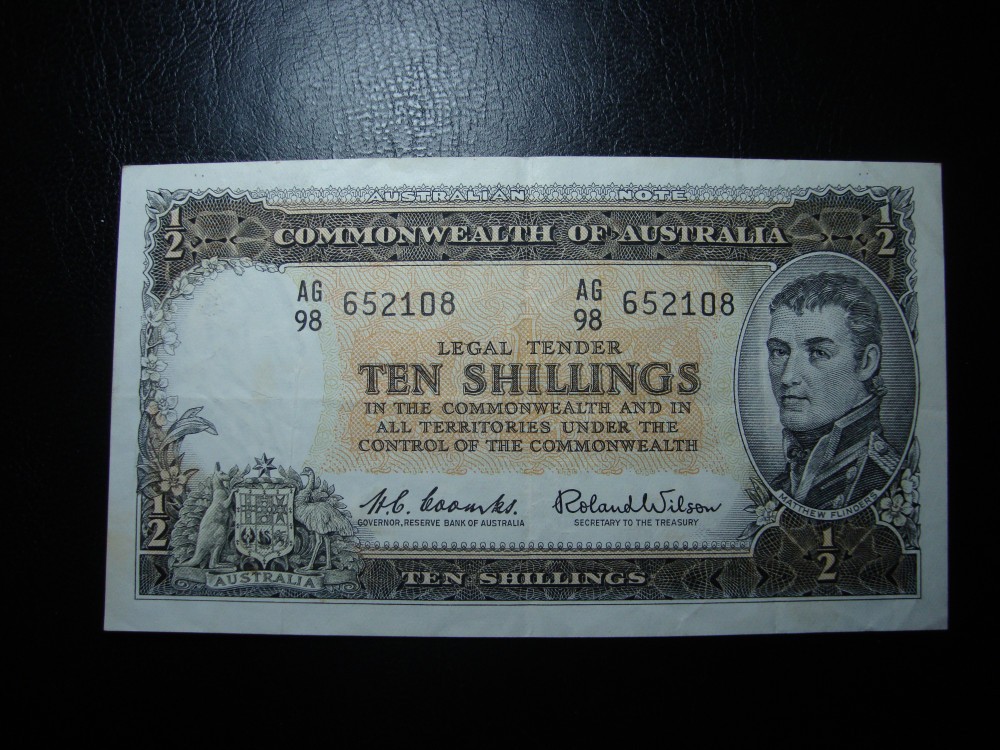 AUSTRALIAN NOTE
1/2 1/2
COMMONWEALTH OF AUSTRALIA
AG 652108 AG 652108
98 98
LEGAL TENDER
TEN SHILLINGS
IN THE COMMONWEALTH AND IN
ALL TERRITORIES UNDER THE
CONTROL OF THE COMMONWEALTH
MATTHEW FLINDERS
H.C. Coombs. Roland Wilson
GOVERNOR, RESERVE BANK OF AUSTRALIA SECRETARY TO THE TREASURY
1/2 1/2
AUSTRALIA TEN SHILLINGS